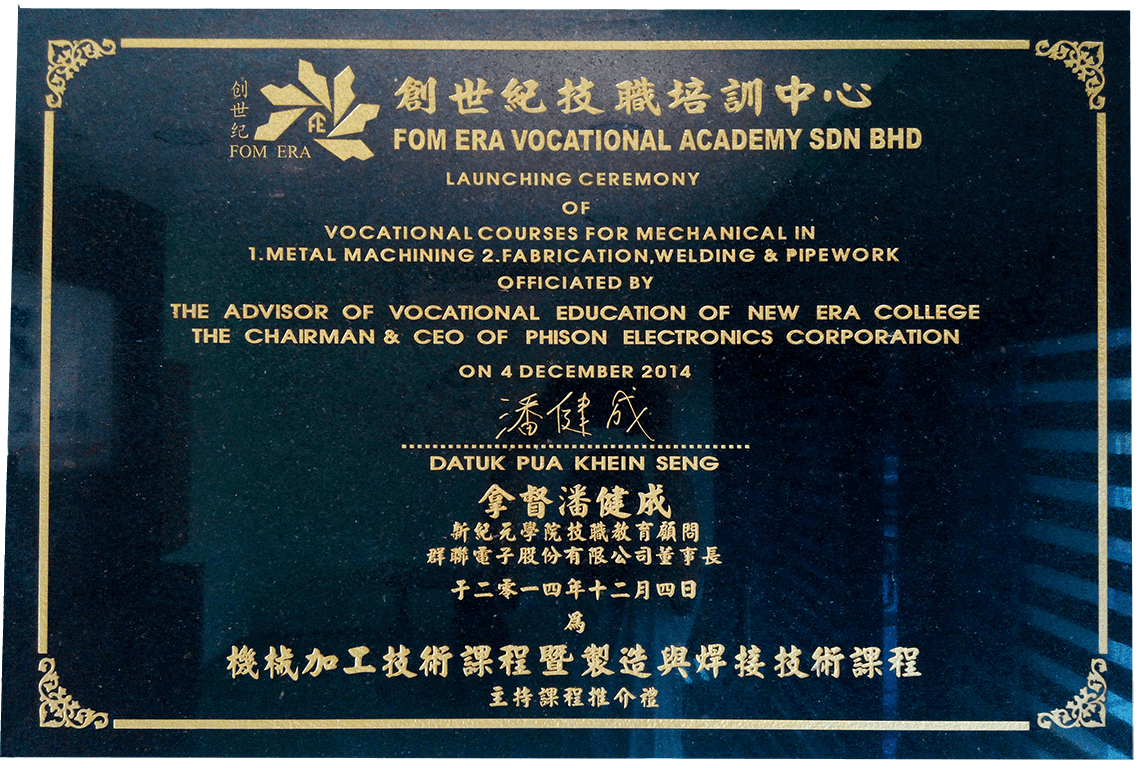 创世纪
FOM ERA
創世紀技職培訓中心
FOM ERA VOCATIONAL ACADEMY SDN BHD
LAUNCHING CEREMONY
OF
VOCATIONAL COURSES FOR MECHANICAL IN
1.METAL MACHINING 2.FABRICATION,WELDING & PIPEWORK
OFFICIATED BY
THE ADVISOR OF VOCATIONAL EDUCATION OF NEW ERA COLLEGE
THE CHAIRMAN & CEO OF PHISON ELECTRONICS CORPORATION
ON 4 DECEMBER 2014
潘健成
DATUK PUA KHEIN SENG
拿督潘健成
新紀元學院技職教育顧問
群聯電子股份有限公司董事長
于二零一四年十二月四日
為
機械加工技術課程暨製造與焊接技術課程
主持課程推介禮